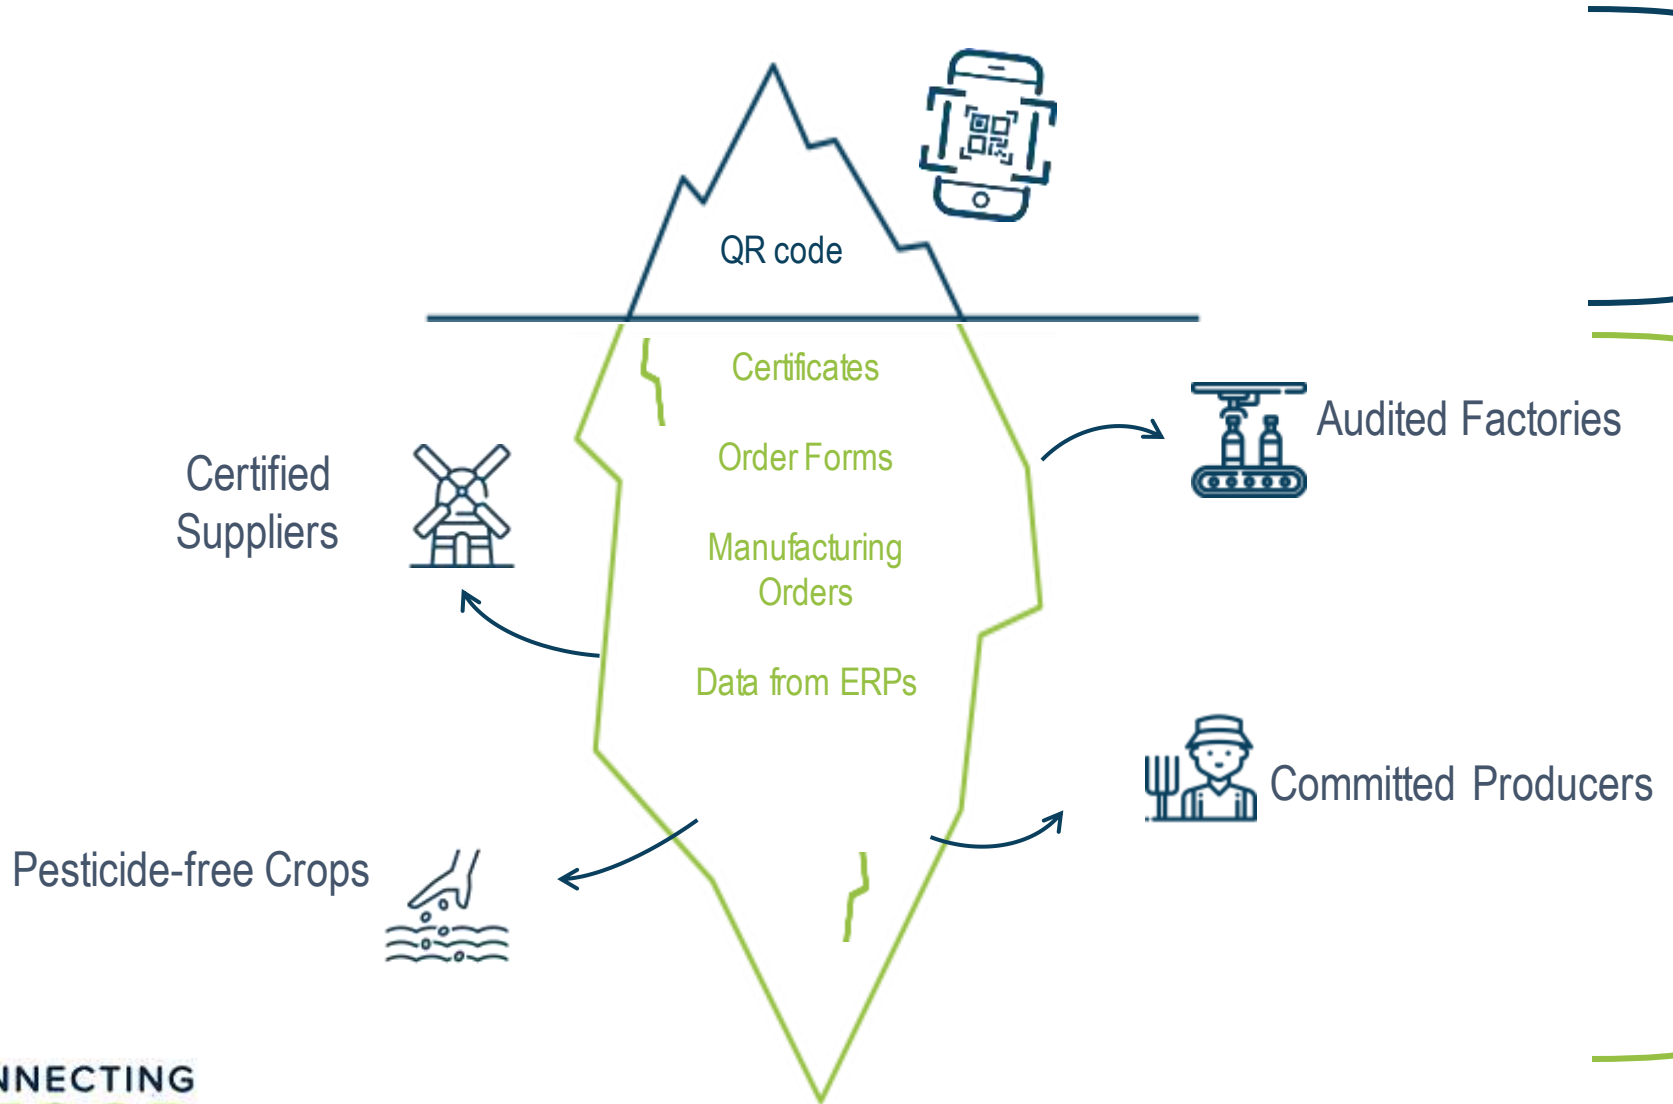 QR code
Certificates
Order Forms
Manufacturing
Orders
Data from ERPs
Certified
Suppliers
Audited Factories
Pesticide-free Crops
Committed Producers
NNECTING